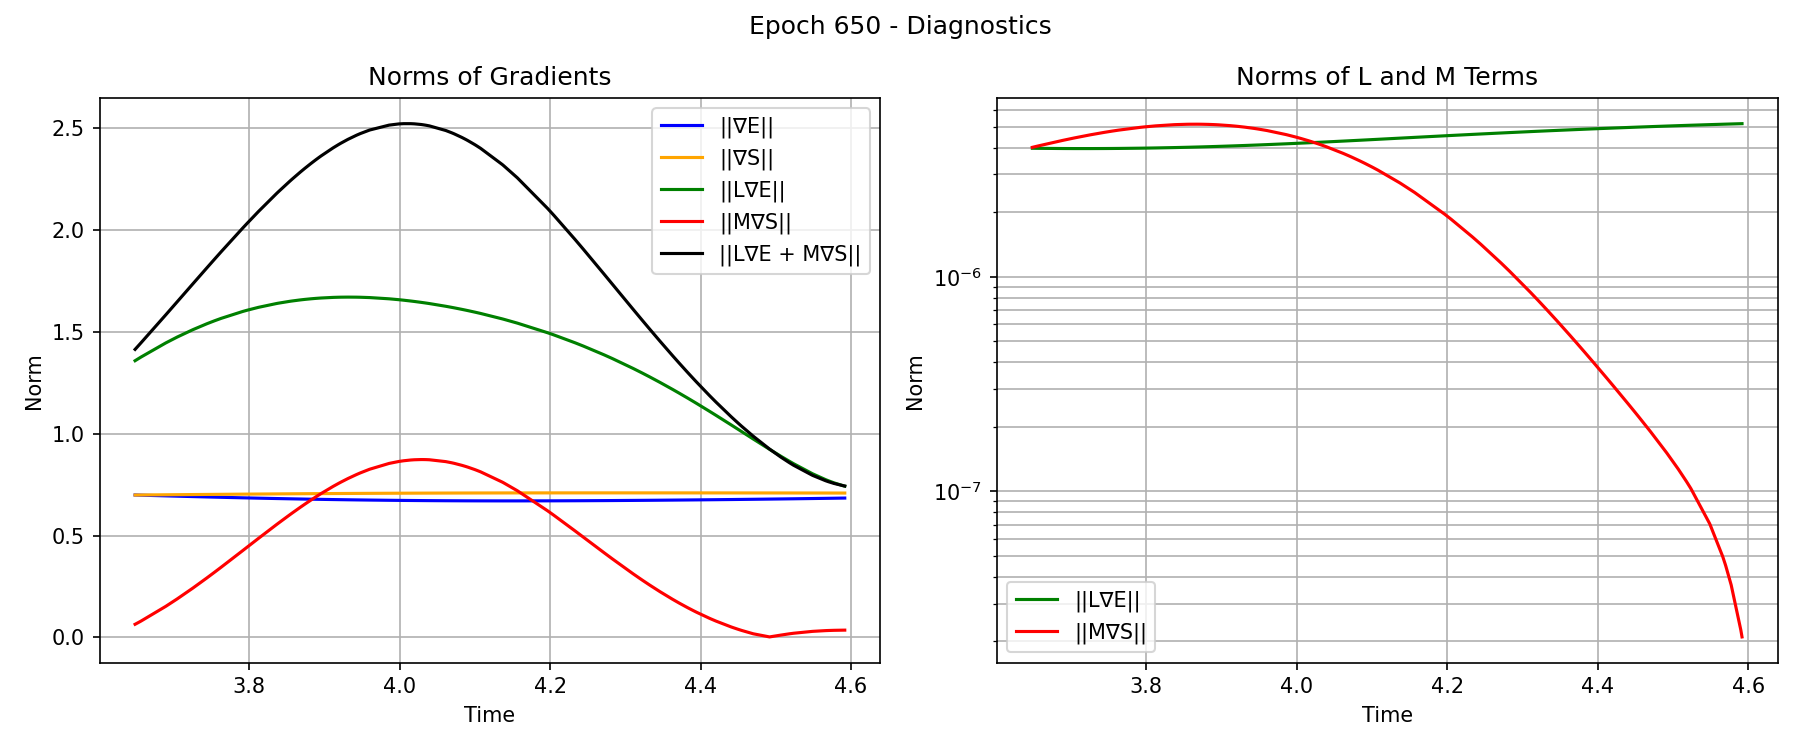 Epoch 650 - Diagnostics
Norms of Gradients
Norm
2.5
2.0
1.5
1.0
0.5
0.0
3.8
4.0
4.2
4.4
4.6
Time
||∇E||
||∇S||
||L∇E||
||M∇S||
||L∇E + M∇S||
Norms of L and M Terms
Norm
10⁻⁶
10⁻⁷
3.8
4.0
4.2
4.4
4.6
Time
||L∇E||
||M∇S||